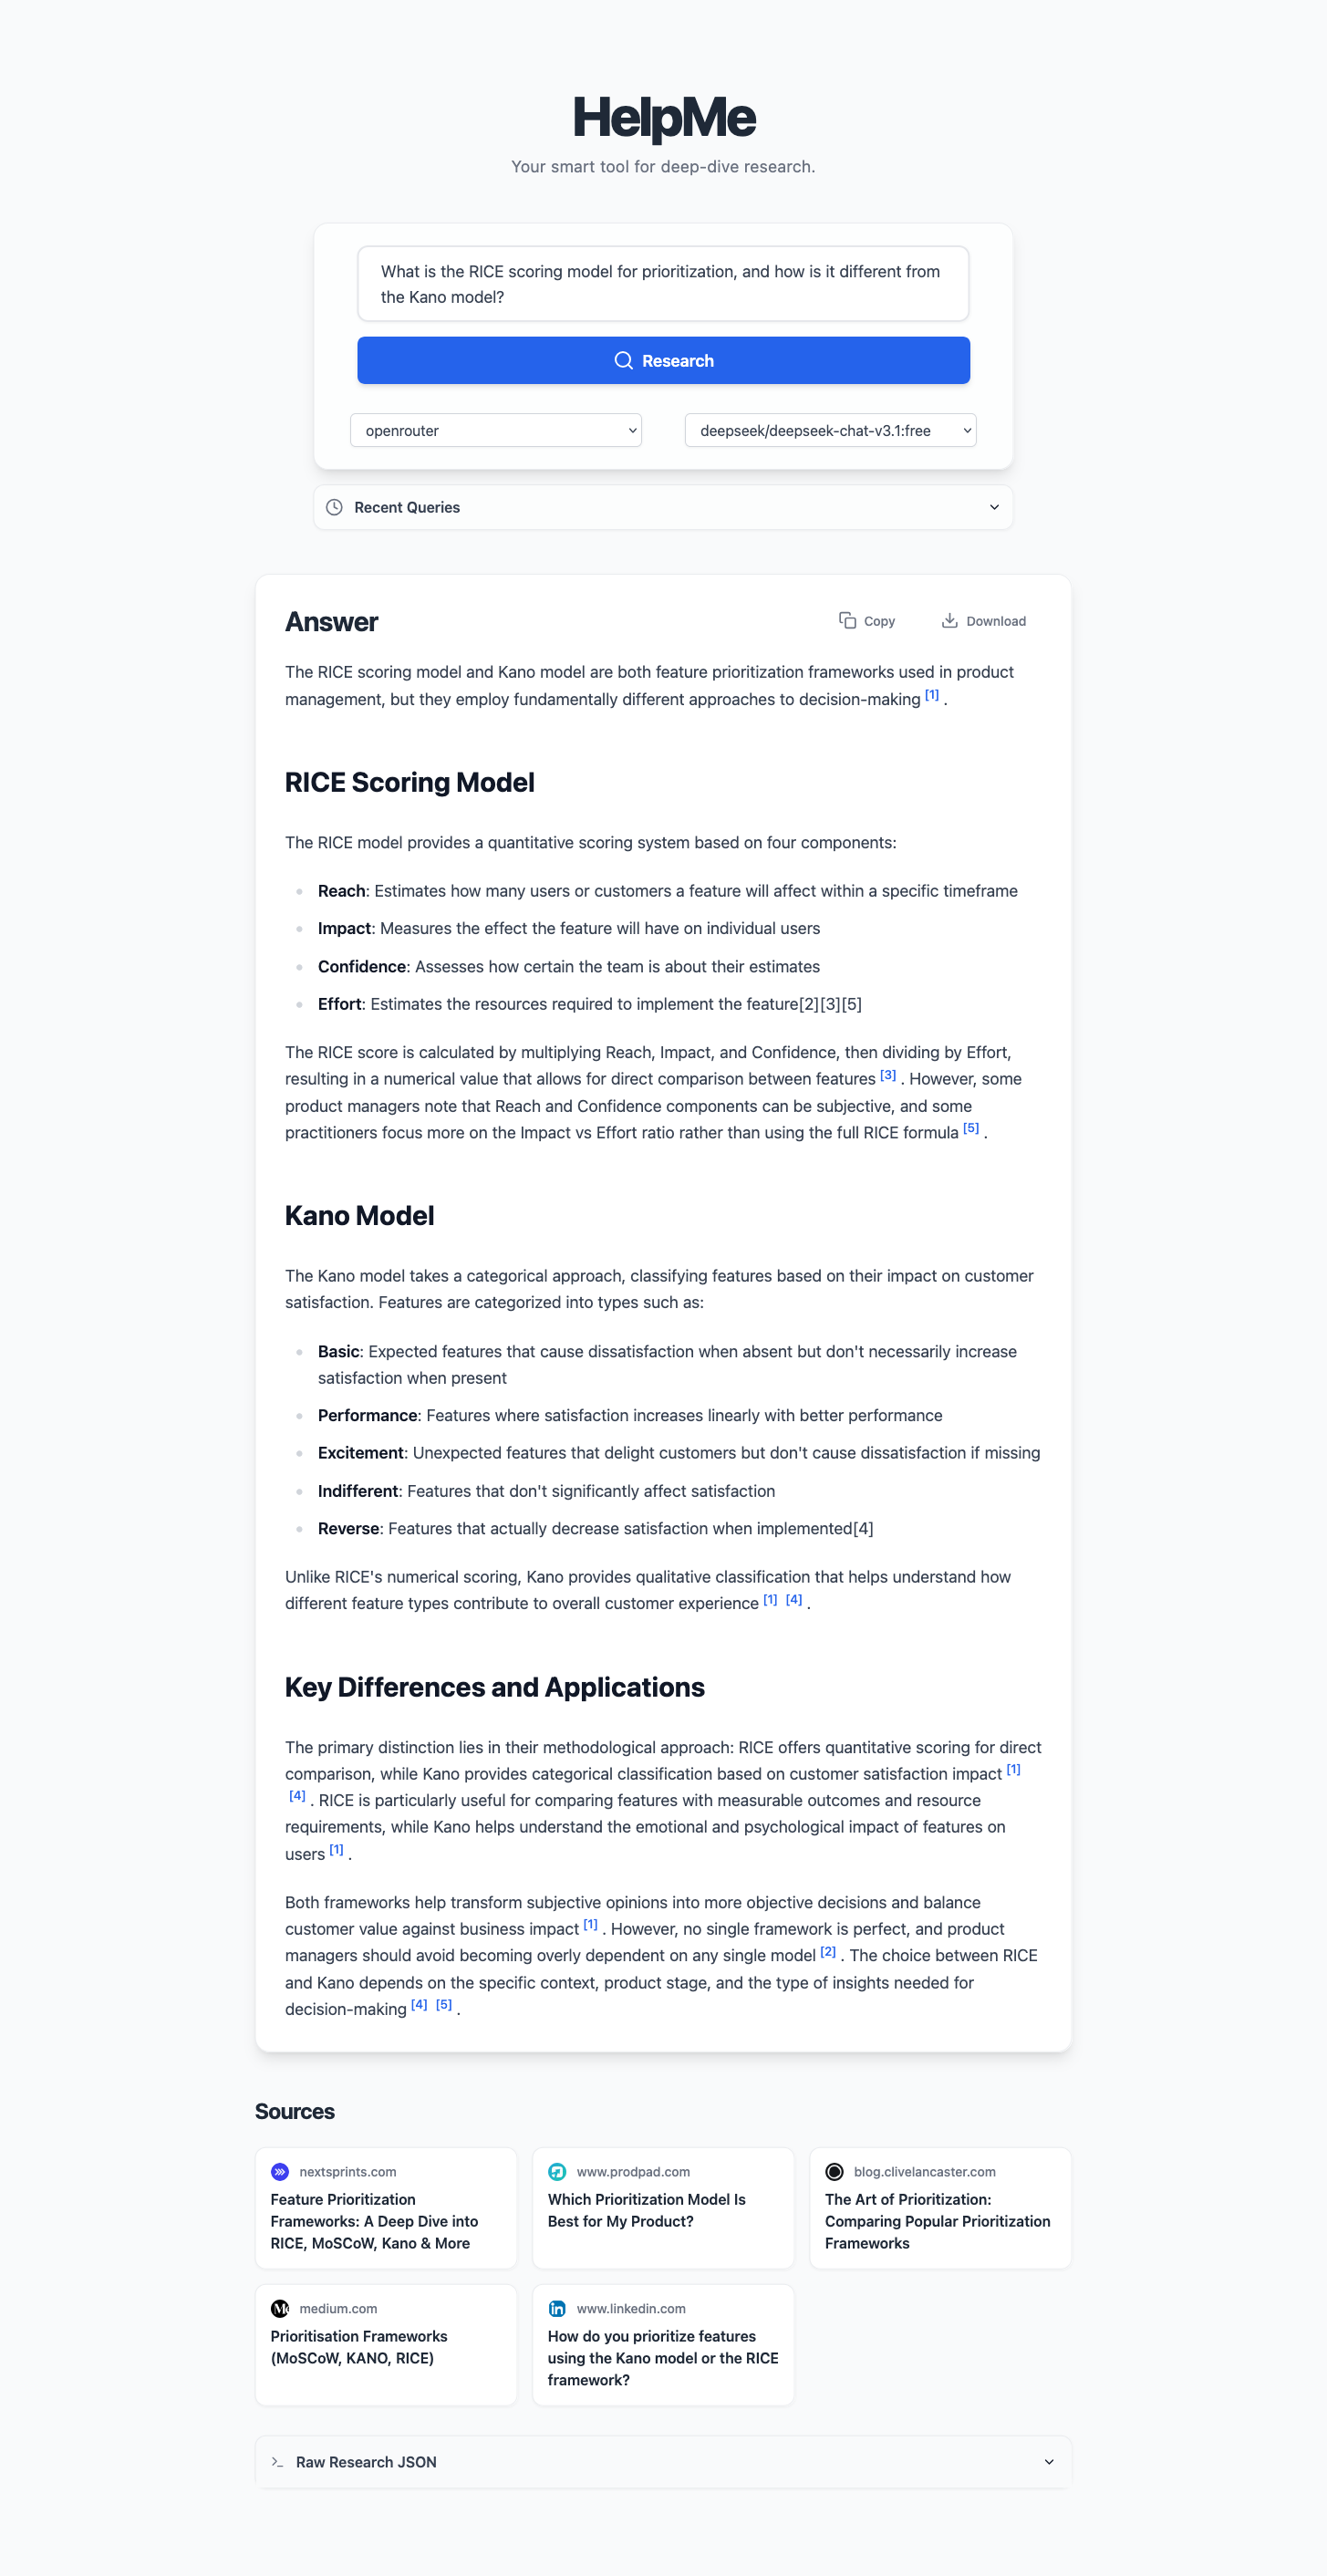 HelpMe
Your smart tool for deep-dive research.
What is the RICE scoring model for prioritization, and how is it different from
the Kano model?
Research
openrouter
deepseek/deepseek-chat-v3.1:free
Recent Queries
Answer
Copy
Download
The RICE scoring model and Kano model are both feature prioritization frameworks used in product
management, but they employ fundamentally different approaches to decision-making [1] .
RICE Scoring Model
The RICE model provides a quantitative scoring system based on four components:
Reach: Estimates how many users or customers a feature will affect within a specific timeframe
Impact: Measures the effect the feature will have on individual users
Confidence: Assesses how certain the team is about their estimates
Effort: Estimates the resources required to implement the feature[2][3][5]
The RICE score is calculated by multiplying Reach, Impact, and Confidence, then dividing by Effort,
resulting in a numerical value that allows for direct comparison between features [3] . However, some
product managers note that Reach and Confidence components can be subjective, and some
practitioners focus more on the Impact vs Effort ratio rather than using the full RICE formula [5] .
Kano Model
The Kano model takes a categorical approach, classifying features based on their impact on customer
satisfaction. Features are categorized into types such as:
Basic: Expected features that cause dissatisfaction when absent but don't necessarily increase
satisfaction when present
Performance: Features where satisfaction increases linearly with better performance
Excitement: Unexpected features that delight customers but don't cause dissatisfaction if missing
Indifferent: Features that don't significantly affect satisfaction
Reverse: Features that actually decrease satisfaction when implemented[4]
Unlike RICE's numerical scoring, Kano provides qualitative classification that helps understand how
different feature types contribute to overall customer experience [1] [4] .
Key Differences and Applications
The primary distinction lies in their methodological approach: RICE offers quantitative scoring for direct
comparison, while Kano provides categorical classification based on customer satisfaction impact [1]
[4] . RICE is particularly useful for comparing features with measurable outcomes and resource
requirements, while Kano helps understand the emotional and psychological impact of features on
users [1] .
Both frameworks help transform subjective opinions into more objective decisions and balance
customer value against business impact [1] . However, no single framework is perfect, and product
managers should avoid becoming overly dependent on any single model [2] . The choice between RICE
and Kano depends on the specific context, product stage, and the type of insights needed for
decision-making [4] [5] .
Sources
nextsprints.com
Feature Prioritization
Frameworks: A Deep Dive into
RICE, MoSCoW, Kano & More
www.prodpad.com
Which Prioritization Model Is
Best for My Product?
blog.clivelancaster.com
The Art of Prioritization:
Comparing Popular Prioritization
Frameworks
medium.com
Prioritisation Frameworks
(MoSCoW, KANO, RICE)
www.linkedin.com
How do you prioritize features
using the Kano model or the RICE
framework?
Raw Research JSON